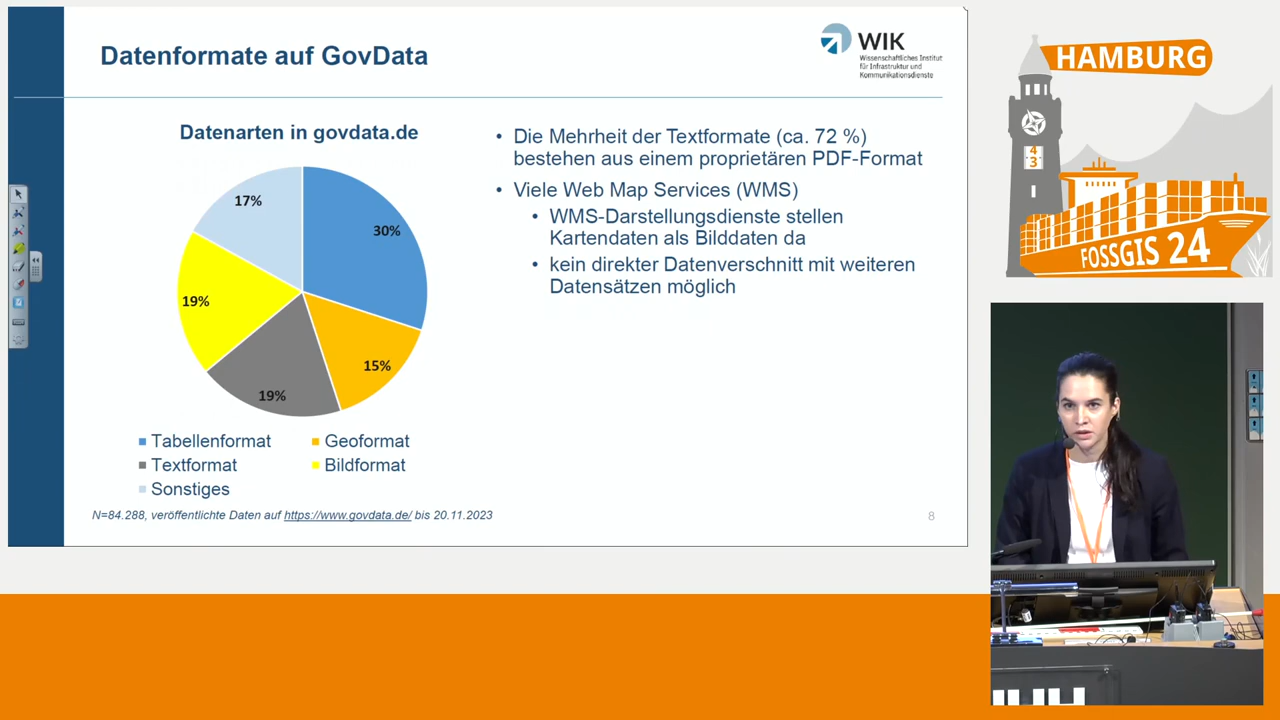 Datenformate auf GovData
WIK
Wissenschaftliches Institut
für Infrastruktur und
Kommunikationsdienste
Datenarten in govdata.de
17%
30%
19%
15%
19%
Tabellenformat
Geoformat
Textformat
Bildformat
Sonstiges
N=84.288, veröffentlichte Daten auf https://www.govdata.de/ bis 20.11.2023
• Die Mehrheit der Textformate (ca. 72 %)
bestehen aus einem proprietären PDF-Format
• Viele Web Map Services (WMS)
• WMS-Darstellungsdienste stellen
Kartendaten als Bilddaten da
• kein direkter Datenverschnitt mit weiteren
Datensätzen möglich
8
HAMBURG
4
3
FOSSGIS 24